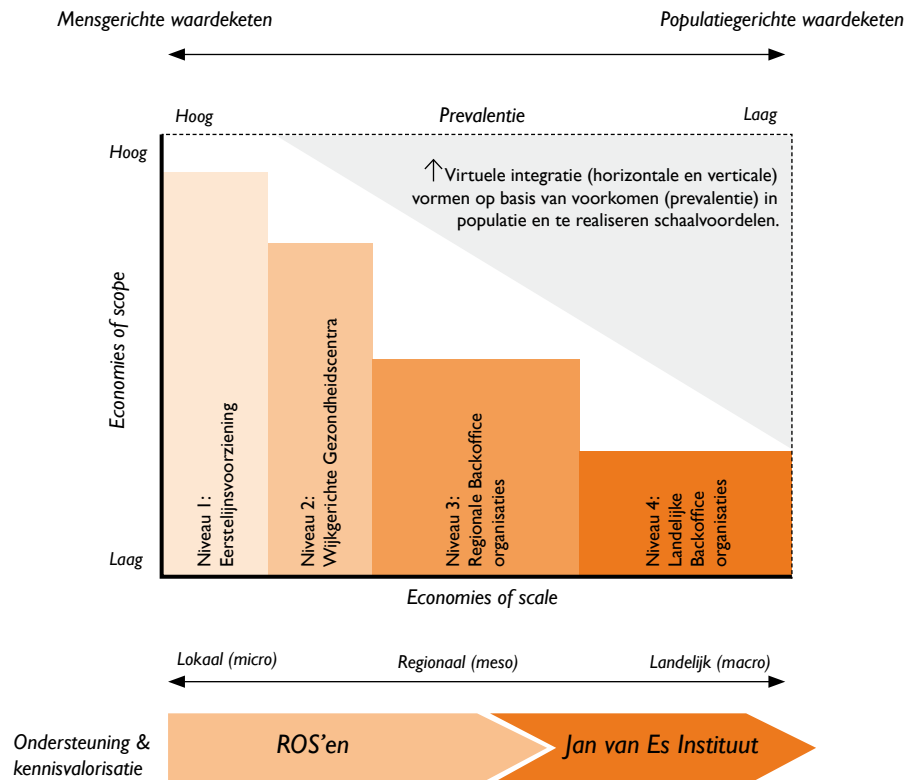 Mensgerichte waardeketen
Populatiegerichte waardeketen
Hoog
Prevalentie
Laag
Hoog
↑ Virtuele integratie (horizontale en verticale)
vormen op basis van voorkomen (prevalentie) in
populatie en te realiseren schaalvoordelen.
Economies of scope
Niveau 1:
Eerstelijnsvoorziening
Niveau 2:
Wijkgerichte Gezondheidscentra
Niveau 3:
Regionale Backoffice
organisaties
Niveau 4:
Landelijke
Backoffice
organisaties
Laag
Economies of scale
Lokaal (micro)
Regionaal (meso)
Landelijk (macro)
Ondersteuning &
kennisvalorisatie
ROS'en
Jan van Es Instituut